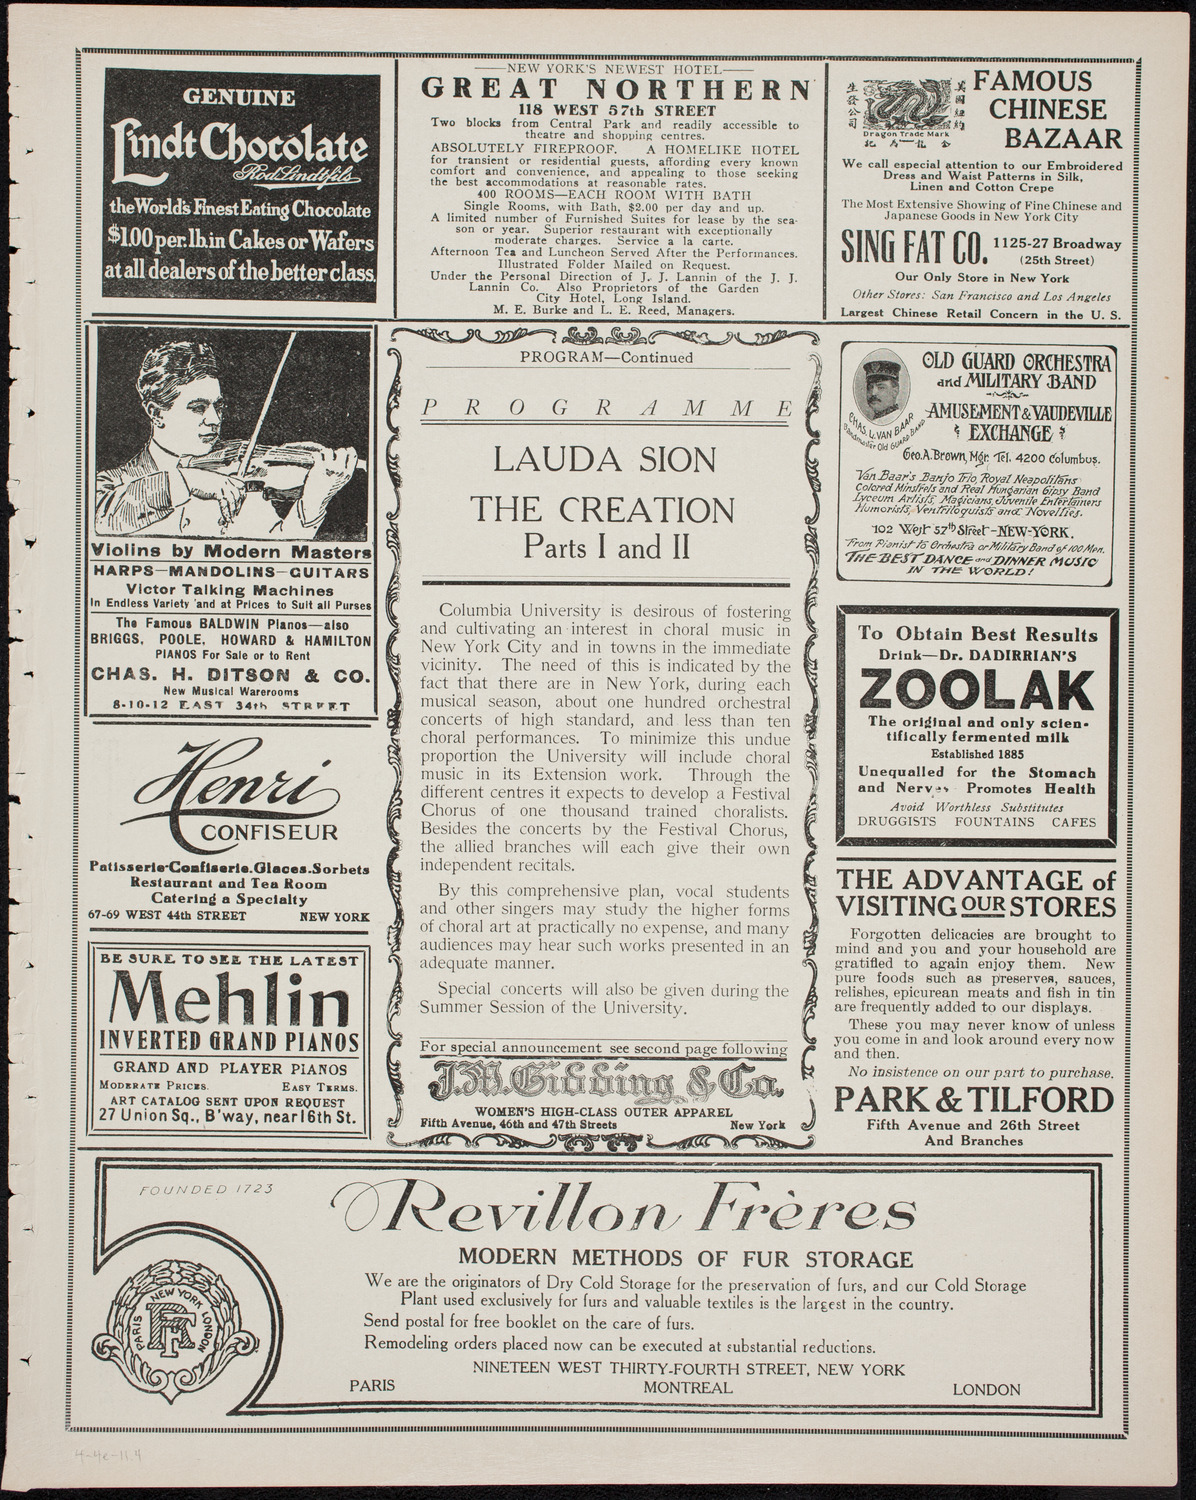 GENUINE
Lindt Chocolate
Rod. Lindt fils
the World's Finest Eating Chocolate
$1.00 per lb. in Cakes or Wafers
at all dealers of the better class.
NEW YORK'S NEWEST HOTEL
GREAT NORTHERN
118 WEST 57th STREET
Two blocks from Central Park and readily accessible to
theatre and shopping centres.
ABSOLUTELY FIREPROOF. A HOMELIKE HOTEL
for transient or residential guests, affording every known
comfort and convenience, and appealing to those seeking
the best accommodations at reasonable rates.
400 ROOMS—EACH ROOM WITH BATH
Single Rooms, with Bath, $2.00 per day and up.
A limited number of Furnished Suites for lease by the sea-
son or year. Superior restaurant with exceptionally
moderate charges. Service a la carte.
Afternoon Tea and Luncheon Served After the Performances.
Illustrated Folder Mailed on Request.
Under the Personal Direction of J. J. Lannin of the J. J.
Lannin Co. Also Proprietors of the Garden
City Hotel, Long Island.
M. E. Burke and L. E. Reed, Managers.
生發公司
Dragon Trade Mark
FAMOUS
CHINESE
BAZAAR
We call especial attention to our Embroidered
Dress and Waist Patterns in Silk,
Linen and Cotton Crepe
The Most Extensive Showing of Fine Chinese and
Japanese Goods in New York City
SING FAT CO. 1125-27 Broadway
(25th Street)
Our Only Store in New York
Other Stores: San Francisco and Los Angeles
Largest Chinese Retail Concern in the U. S.
Violins by Modern Masters
HARPS—MANDOLINS—GUITARS
Victor Talking Machines
In Endless Variety and at Prices to Suit all Purses
The Famous BALDWIN Pianos—also
BRIGGS, POOLE, HOWARD & HAMILTON
PIANOS For Sale or to Rent
CHAS. H. DITSON & CO.
New Musical Warerooms
8-10-12 EAST 34th STREET
Henri
CONFISEUR
Patisserie-Confiserie.Glaces.Sorbets
Restaurant and Tea Room
Catering a Specialty
67-69 WEST 44th STREET NEW YORK
BE SURE TO SEE THE LATEST
Mehlin
INVERTED GRAND PIANOS
GRAND AND PLAYER PIANOS
MODERATE PRICES. EASY TERMS.
ART CATALOG SENT UPON REQUEST
27 Union Sq., B'way, near 16th St.
PROGRAM—Continued
PROGRAMME
LAUDA SION
THE CREATION
Parts I and II
Columbia University is desirous of fostering
and cultivating an interest in choral music in
New York City and in towns in the immediate
vicinity. The need of this is indicated by the
fact that there are in New York, during each
musical season, about one hundred orchestral
concerts of high standard, and less than ten
choral performances. To minimize this undue
proportion the University will include choral
music in its Extension work. Through the
different centres it expects to develop a Festival
Chorus of one thousand trained choralists.
Besides the concerts by the Festival Chorus,
the allied branches will each give their own
independent recitals.
By this comprehensive plan, vocal students
and other singers may study the higher forms
of choral art at practically no expense, and many
audiences may hear such works presented in an
adequate manner.
Special concerts will also be given during the
Summer Session of the University.
For special announcement see second page following
J. M. Gidding & Co.
WOMEN'S HIGH-CLASS OUTER APPAREL
Fifth Avenue, 46th and 47th Streets New York
CHAS. L. VAN BAAR
Bandmaster Old GUARD BAND
OLD GUARD ORCHESTRA
and MILITARY BAND
AMUSEMENT & VAUDEVILLE
EXCHANGE
Geo. A. Brown, Mgr. Tel. 4200 Columbus.
Van Baar's Banjo Trio, Royal Neapolitans
Colored Minstrels and Real Hungarian Gipsy Band
Lyceum Artists, Magicians, Juvenile Entertainers
Humorists, Ventriloquists and Novelties.
102 West 57th Street—NEW-YORK.
From Pianist to Orchestra or Military Band of 100 Men.
THE BEST DANCE and DINNER MUSIC
IN THE WORLD!
To Obtain Best Results
Drink—Dr. DADIRRIAN'S
ZOOLAK
The original and only scien-
tifically fermented milk
Established 1885
Unequalled for the Stomach
and Nerves Promotes Health
Avoid Worthless Substitutes
DRUGGISTS FOUNTAINS CAFES
THE ADVANTAGE of
VISITING OUR STORES
Forgotten delicacies are brought to
mind and you and your household are
gratified to again enjoy them. New
pure foods such as preserves, sauces,
relishes, epicurean meats and fish in tin
are frequently added to our displays.
These you may never know of unless
you come in and look around every now
and then.
No insistence on our part to purchase.
PARK & TILFORD
Fifth Avenue and 26th Street
And Branches
FOUNDED 1723
Revillon Frères
MODERN METHODS OF FUR STORAGE
We are the originators of Dry Cold Storage for the preservation of furs, and our Cold Storage
Plant used exclusively for furs and valuable textiles is the largest in the country.
Send postal for free booklet on the care of furs.
Remodeling orders placed now can be executed at substantial reductions.
NINETEEN WEST THIRTY-FOURTH STREET, NEW YORK
PARIS MONTREAL LONDON
PARIS NEW YORK LONDON
RF
4-4e-11.4